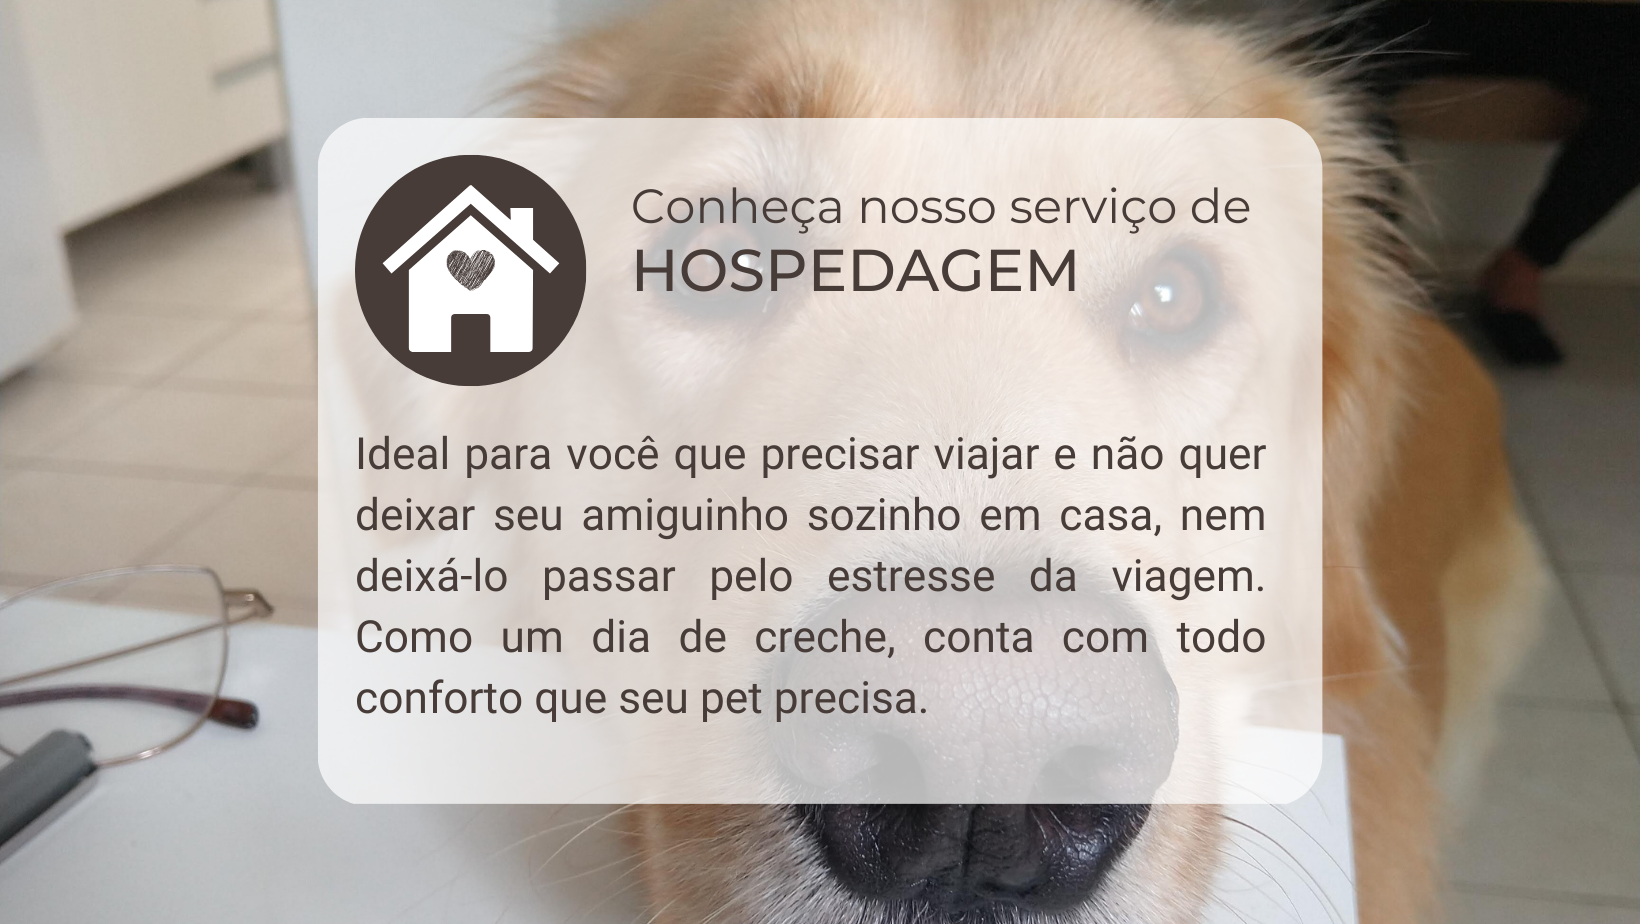 Conheça nosso serviço de
HOSPEDAGEM
Ideal para você que precisar viajar e não quer
deixar seu amiguinho sozinho em casa, nem
deixá-lo passar pelo estresse da viagem.
Como um dia de creche, conta com todo
conforto que seu pet precisa.